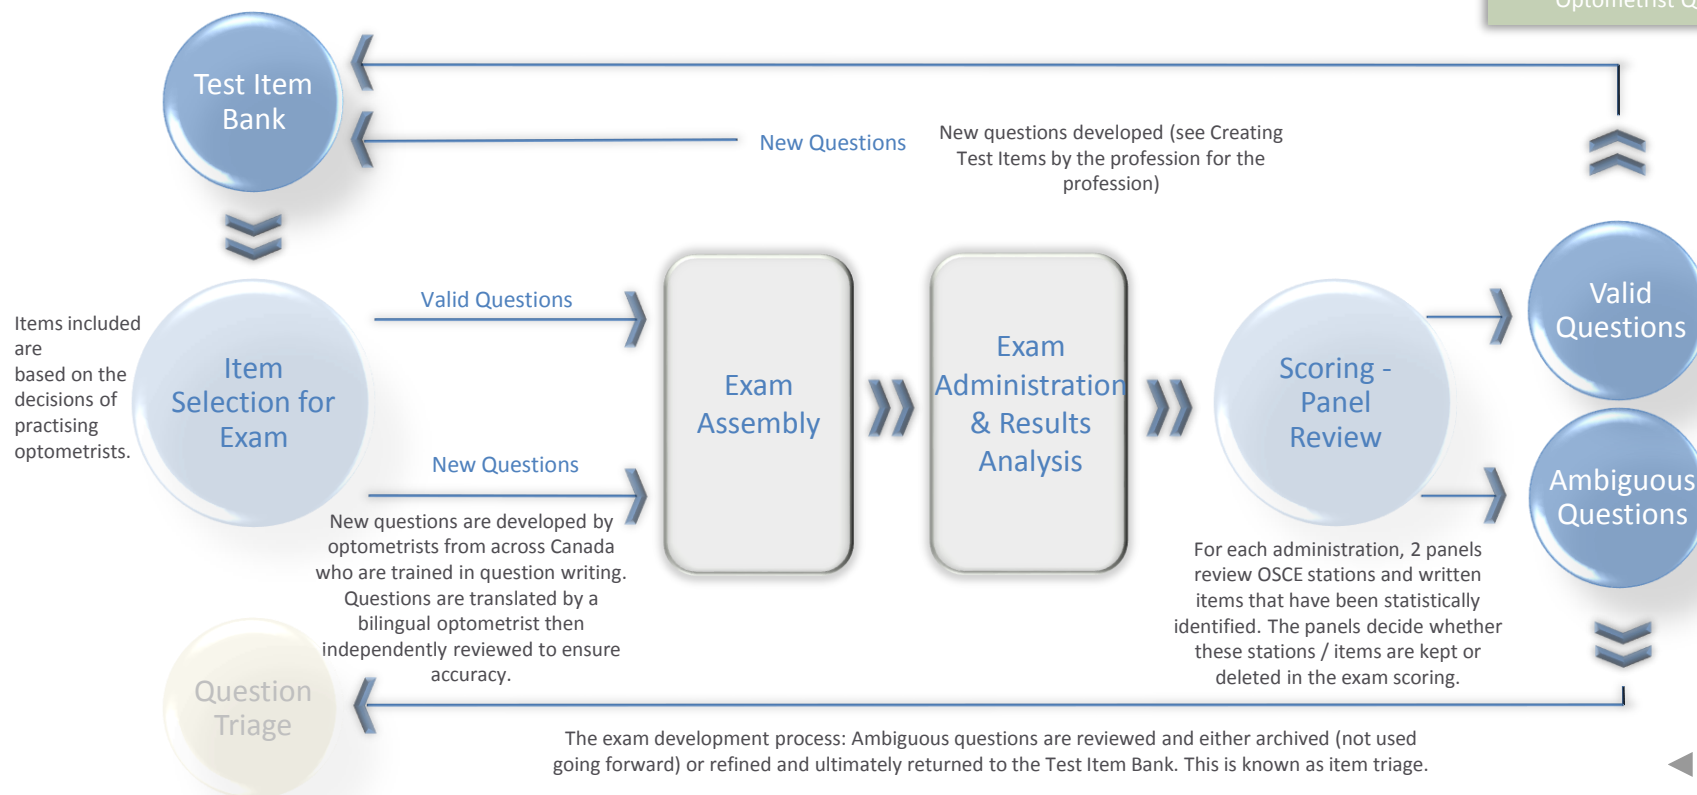 Optometrist Q
Test Item
Bank
New Questions
New questions developed (see Creating
Test Items by the profession for the
profession)
Items included
are
based on the
decisions of
practising
optometrists.
Item
Selection for
Exam
Valid Questions
New Questions
New questions are developed by
optometrists from across Canada
who are trained in question writing.
Questions are translated by a
bilingual optometrist then
independently reviewed to ensure
accuracy.
Exam
Assembly
Exam
Administration
& Results
Analysis
Scoring -
Panel
Review
For each administration, 2 panels
review OSCE stations and written
items that have been statistically
identified. The panels decide whether
these stations / items are kept or
deleted in the exam scoring.
Valid
Questions
Ambiguous
Questions
Question
Triage
The exam development process: Ambiguous questions are reviewed and either archived (not used
going forward) or refined and ultimately returned to the Test Item Bank. This is known as item triage.